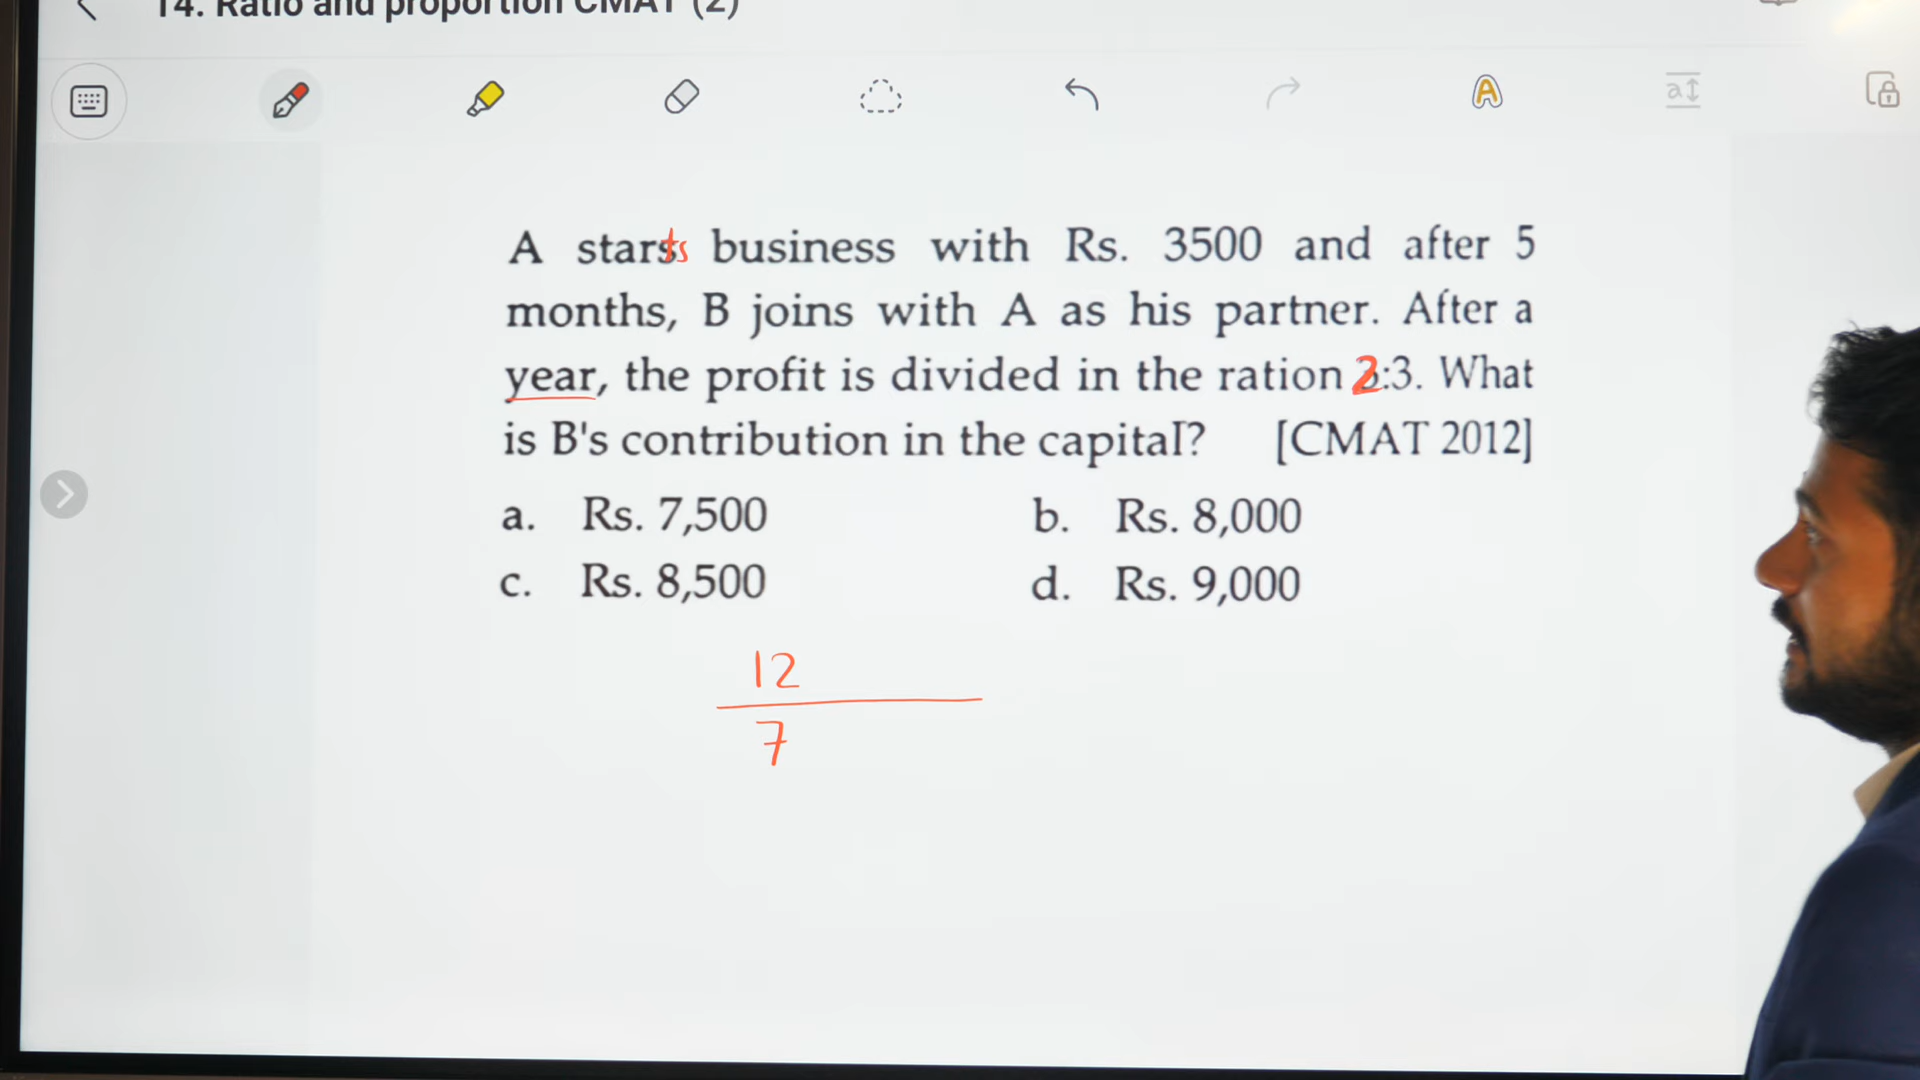 14. Ratio and proportion CMAT (2)
A starts business with Rs. 3500 and after 5
months, B joins with A as his partner. After a
year, the profit is divided in the ration 2:3. What
is B's contribution in the capital? [CMAT 2012]
a. Rs. 7,500 b. Rs. 8,000
c. Rs. 8,500 d. Rs. 9,000
12
7